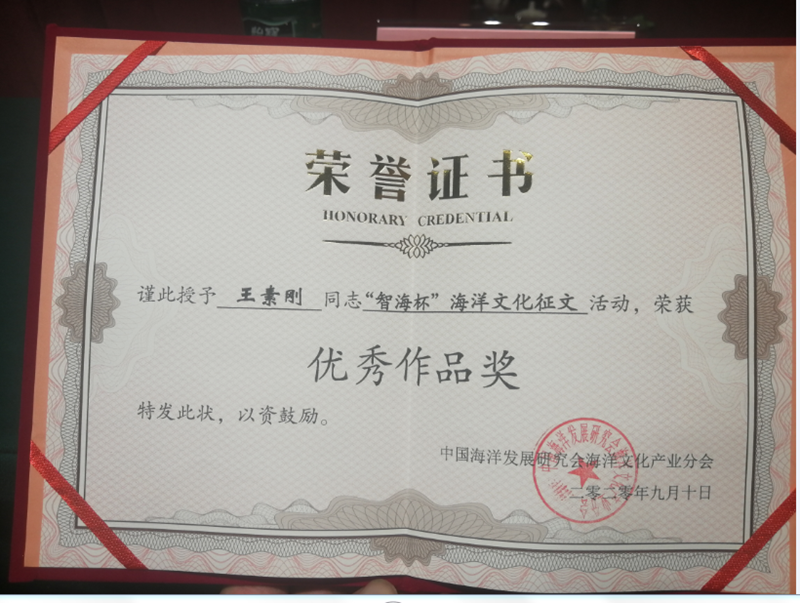 荣誉证书
HONORARY CREDENTIAL
谨此授予 王素刚 同志“智海杯”海洋文化征文活动，荣获
优秀作品奖
特发此状，以资鼓励。
中国海洋发展研究会海洋文化产业分会
二零二零年九月十日